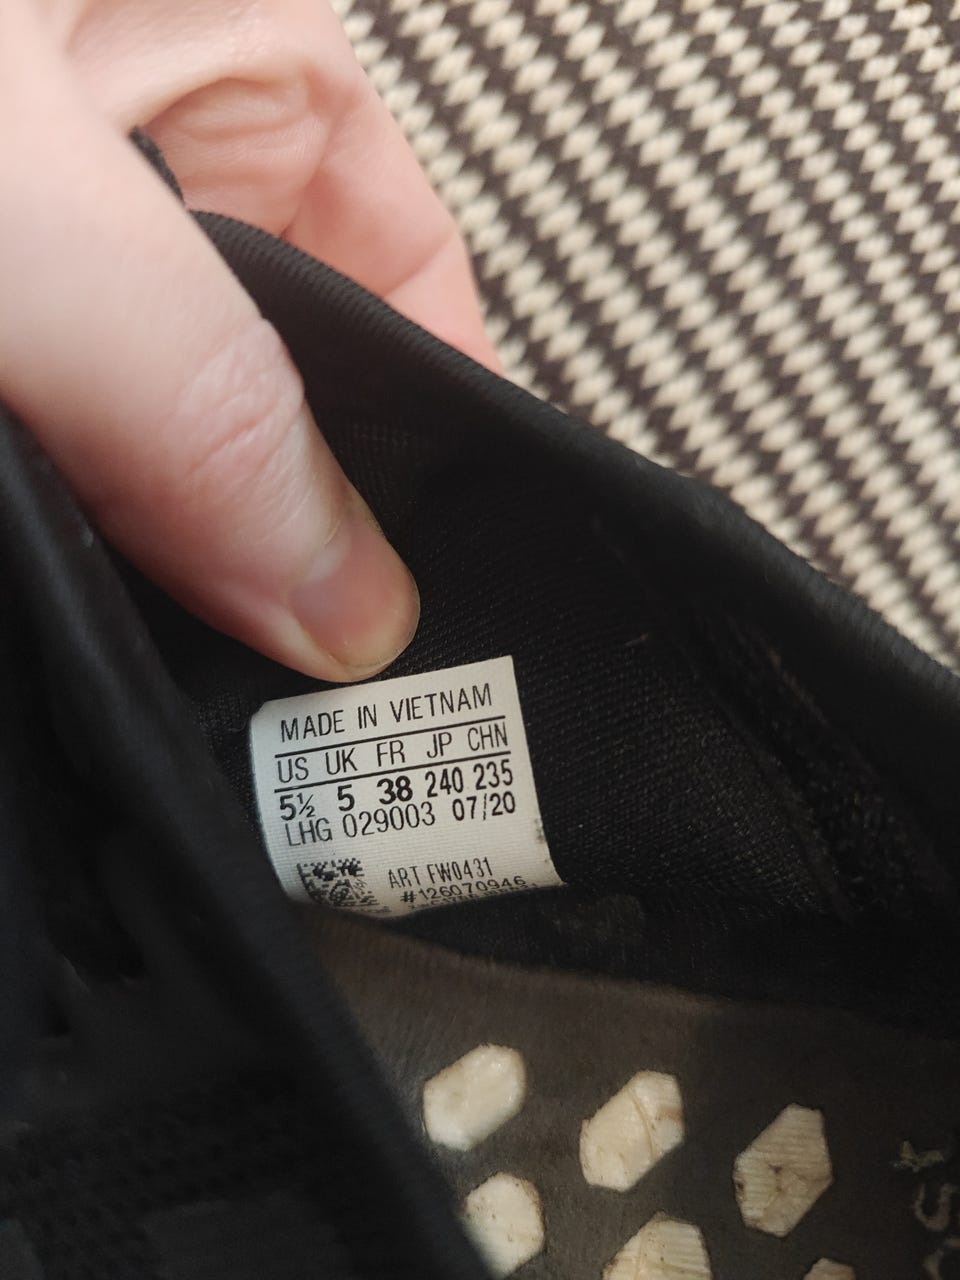 MADE IN VIETNAM
US UK FR JP CHN
5½ 5 38 240 235
LHG 029003 07/20
ART FW0431
#126070946